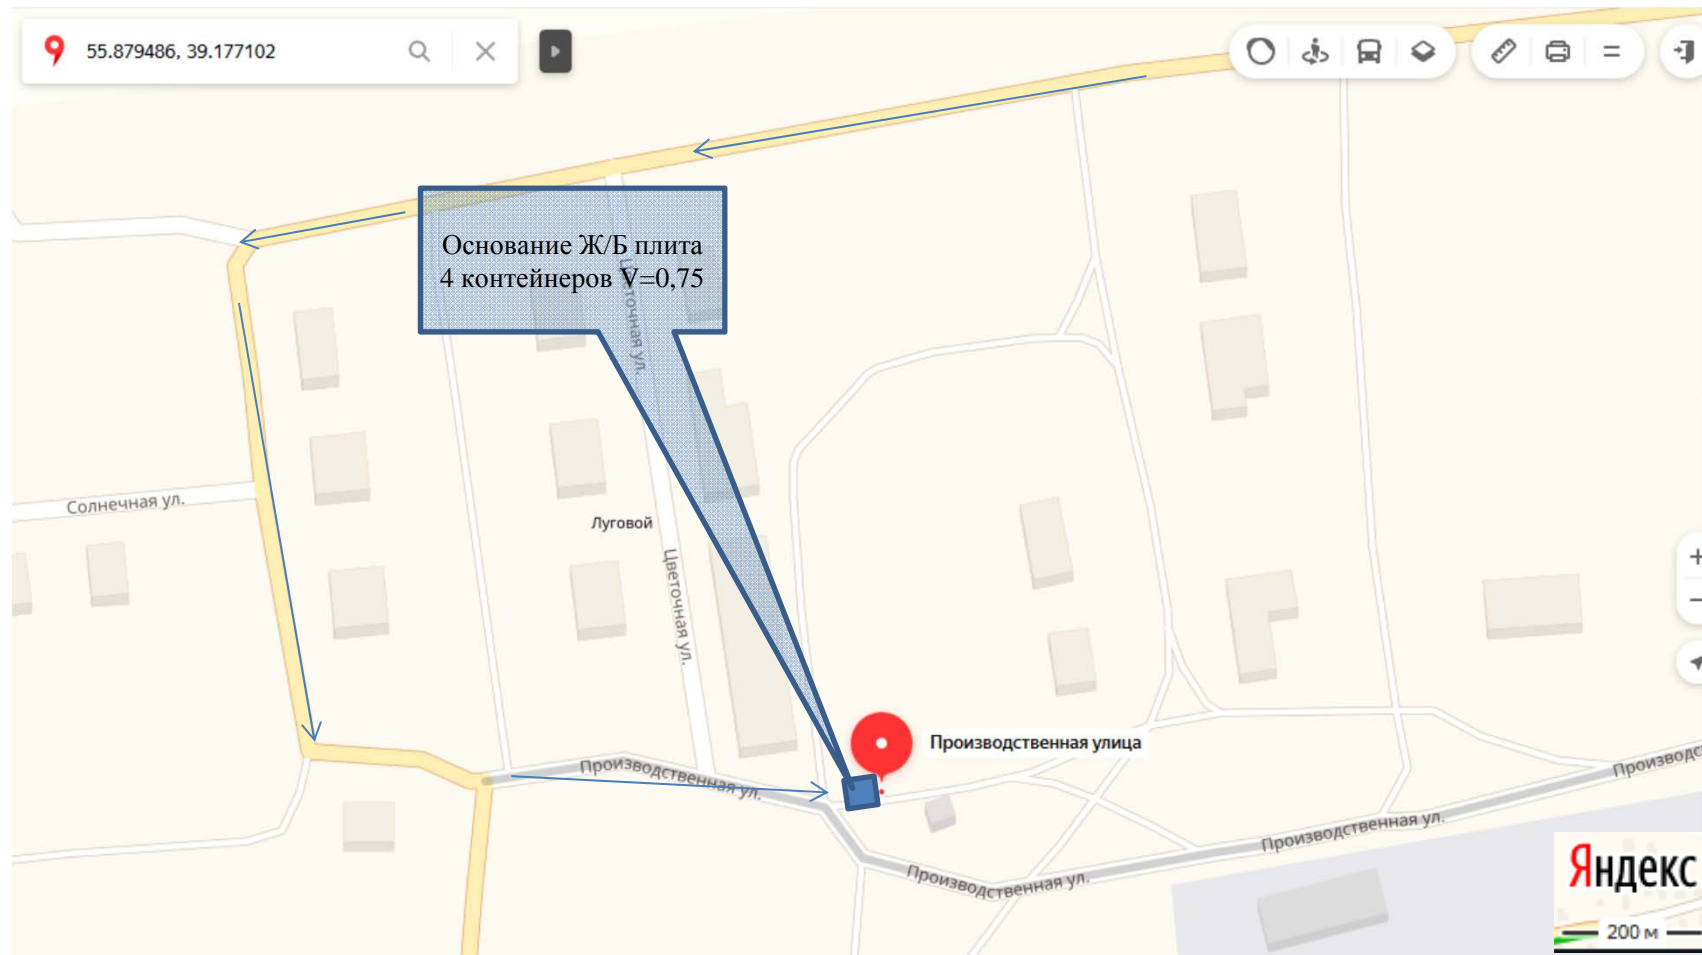 55.879486, 39.177102
Основание Ж/Б плита
4 контейнеров V=0,75
Цветочная ул.
Солнечная ул.
Луговой
Цветочная ул.
Производственная улица
Производственная ул.
Производственная ул.
Производственная ул.
Производс
Яндекс
200 м